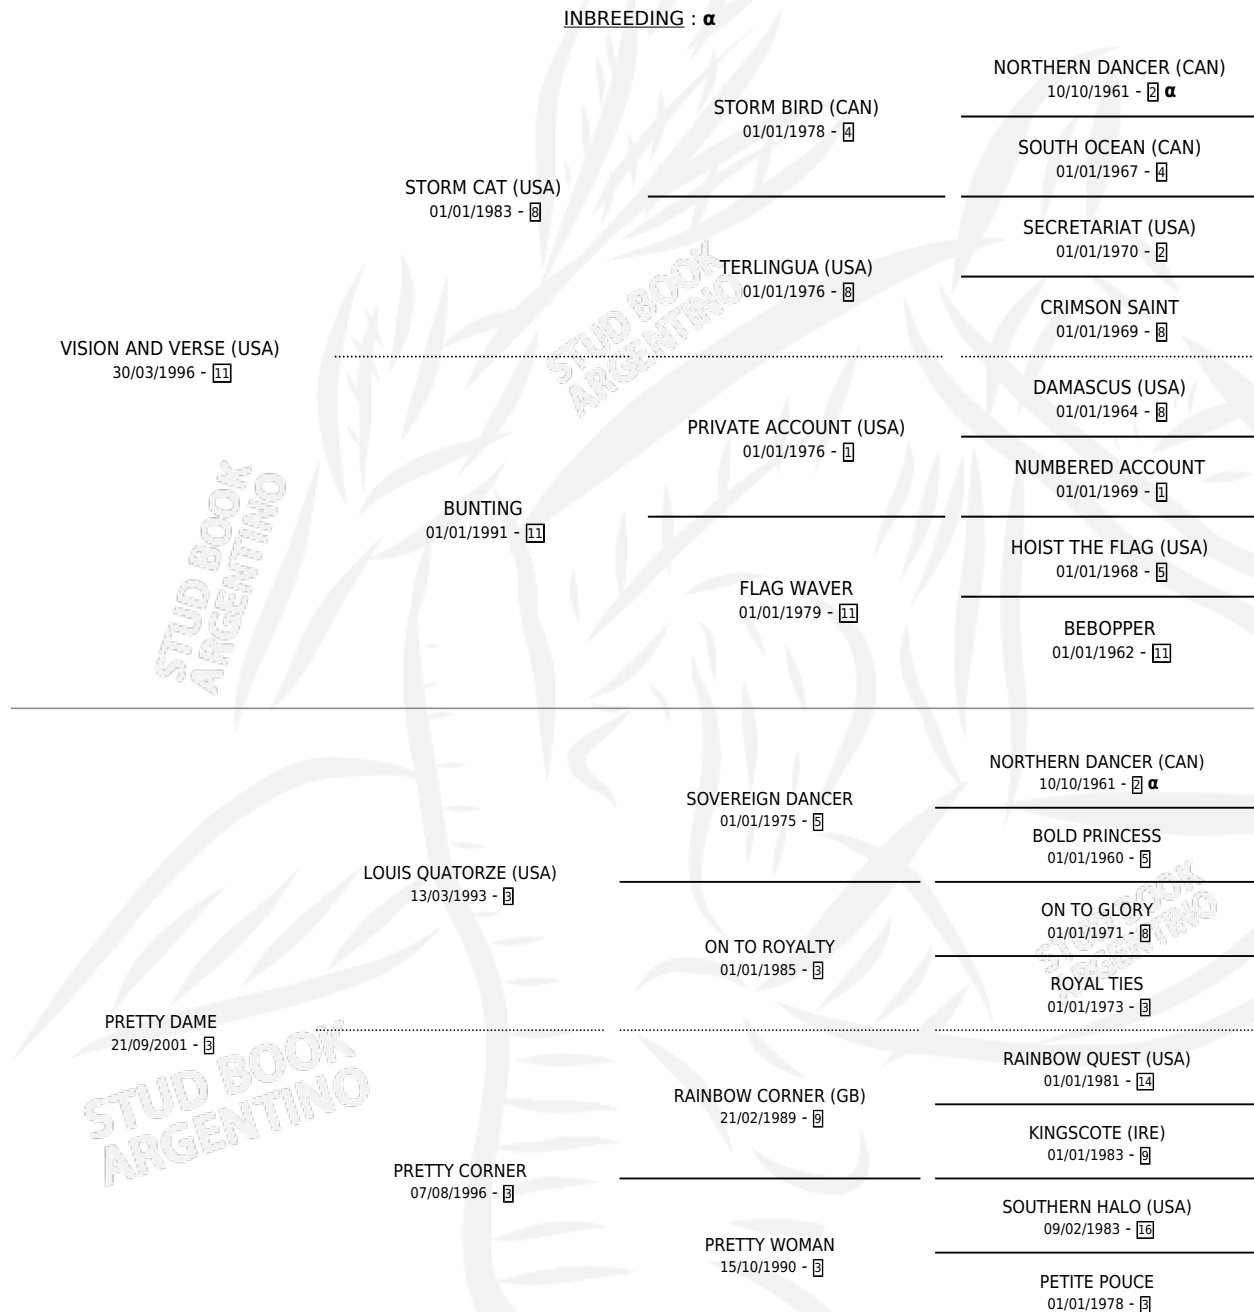 INBREEDING : α
NORTHERN DANCER (CAN)
10/10/1961 - 2 α
STORM BIRD (CAN)
01/01/1978 - 4
SOUTH OCEAN (CAN)
01/01/1967 - 4
STORM CAT (USA)
01/01/1983 - 8
SECRETARIAT (USA)
01/01/1970 - 2
TERLINGUA (USA)
01/01/1976 - 8
CRIMSON SAINT
01/01/1969 - 8
VISION AND VERSE (USA)
30/03/1996 - 11
DAMASCUS (USA)
01/01/1964 - 8
PRIVATE ACCOUNT (USA)
01/01/1976 - 1
NUMBERED ACCOUNT
01/01/1969 - 1
BUNTING
01/01/1991 - 11
HOIST THE FLAG (USA)
01/01/1968 - 5
FLAG WAVER
01/01/1979 - 11
BEBOPPER
01/01/1962 - 11
NORTHERN DANCER (CAN)
10/10/1961 - 2 α
SOVEREIGN DANCER
01/01/1975 - 5
BOLD PRINCESS
01/01/1960 - 5
LOUIS QUATORZE (USA)
13/03/1993 - 3
ON TO GLORY
01/01/1971 - 8
ON TO ROYALTY
01/01/1985 - 3
ROYAL TIES
01/01/1973 - 3
PRETTY DAME
21/09/2001 - 3
RAINBOW QUEST (USA)
01/01/1981 - 14
RAINBOW CORNER (GB)
21/02/1989 - 9
KINGSCOTE (IRE)
01/01/1983 - 9
PRETTY CORNER
07/08/1996 - 3
SOUTHERN HALO (USA)
09/02/1983 - 16
PRETTY WOMAN
15/10/1990 - 3
PETITE POUCE
01/01/1978 - 3
STUD BOOK
ARGENTINO
STUD BOOK
ARGENTINO
STUD BOOK
ARGENTINO
STUD BOOK
ARGENTINO